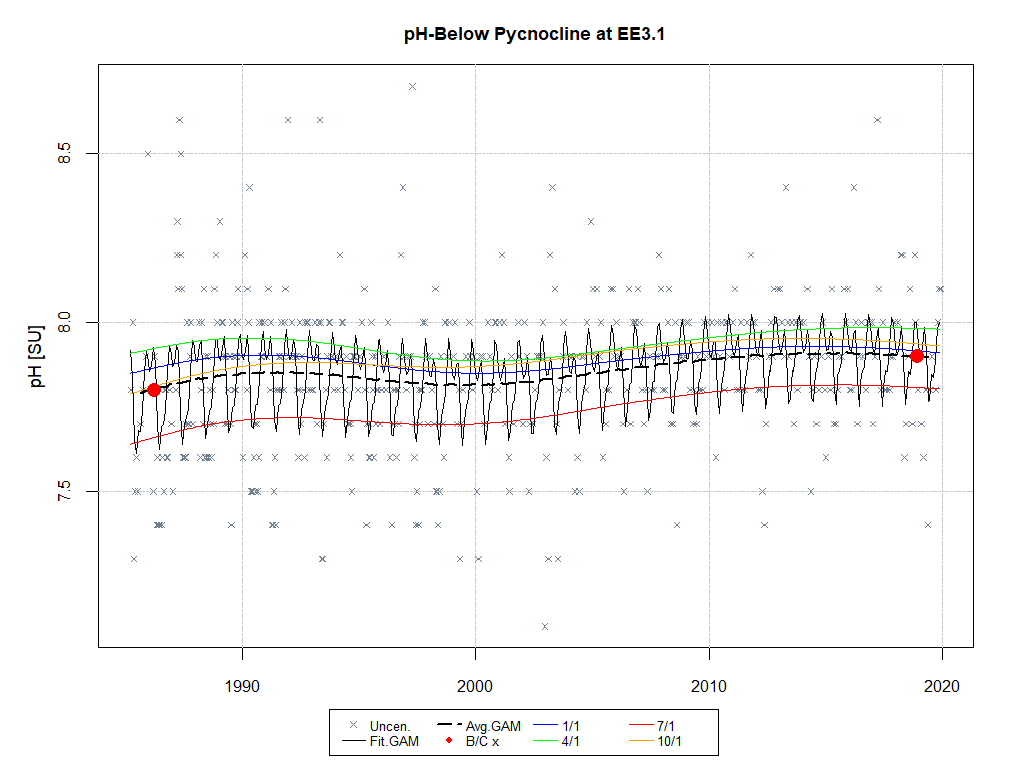 pH-Below Pycnocline at EE3.1
pH [SU]
8.5
8.0
7.5
1990 2000 2010 2020
Uncen. Avg.GAM 1/1 7/1
Fit.GAM B/C x 4/1 10/1